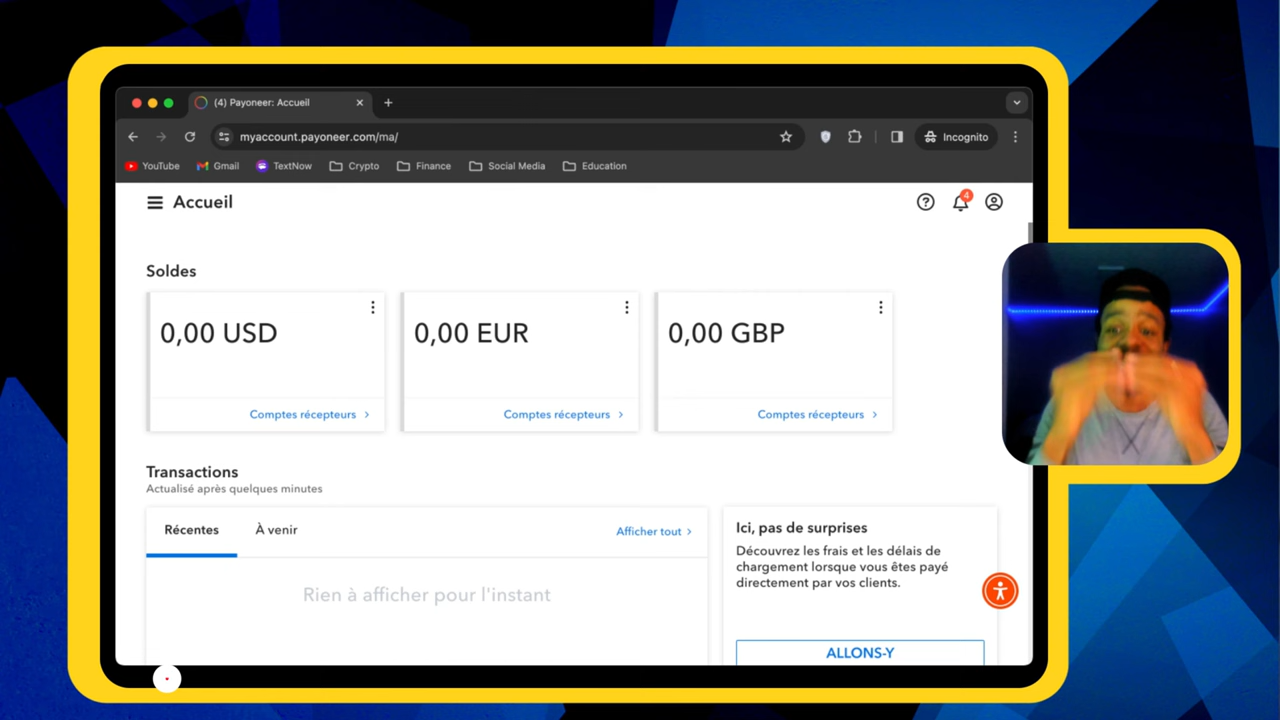 (4) Payoneer: Accueil
myaccount.payoneer.com/ma/
Incognito
YouTube
Gmail
TextNow
Crypto
Finance
Social Media
Education
Accueil
4
Soldes
0,00 USD
0,00 EUR
0,00 GBP
Comptes récepteurs
Comptes récepteurs
Comptes récepteurs
Transactions
Actualisé après quelques minutes
Récentes
À venir
Afficher tout
Rien à afficher pour l'instant
Ici, pas de surprises
Découvrez les frais et les délais de
chargement lorsque vous êtes payé
directement par vos clients.
ALLONS-Y